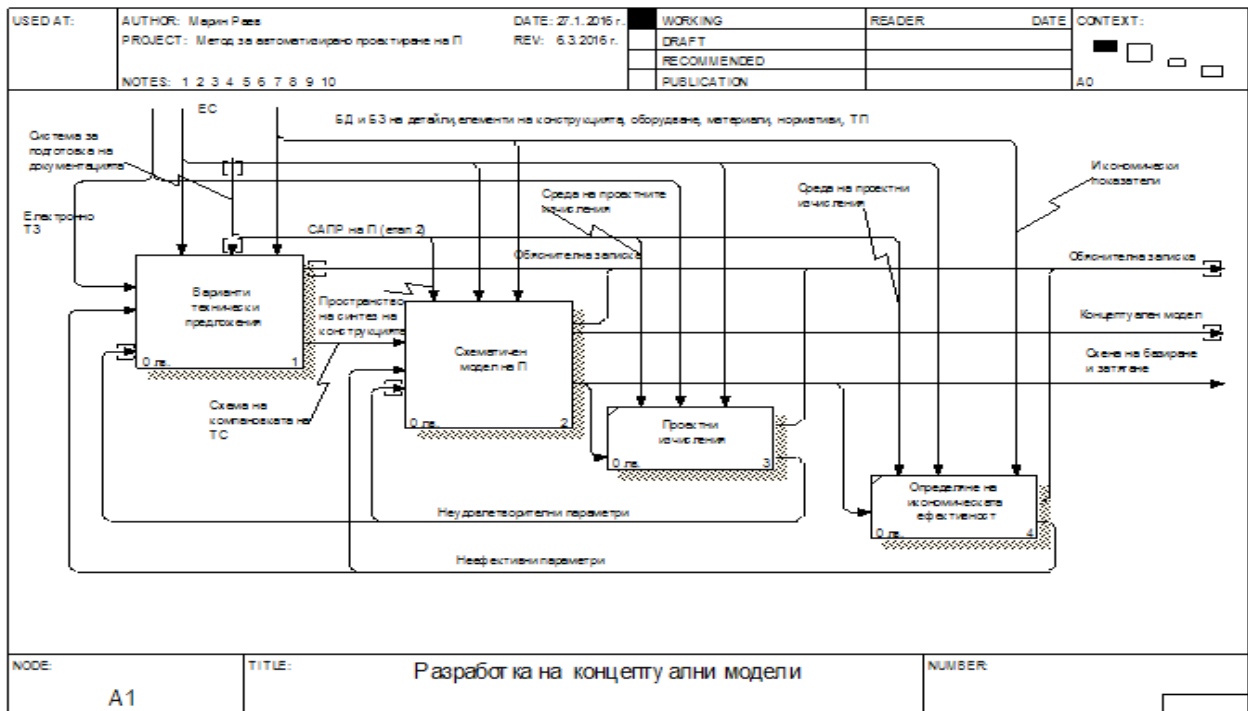 USED AT:
AUTHOR: Марин Раев
DATE: 27.1.2016 г.
PROJECT: Метод за автоматизирано проектиране на П
REV: 6.3.2016 г.
NOTES: 1 2 3 4 5 6 7 8 9 10
WORKING
DRAFT
RECOMMENDED
PUBLICATION
READER
DATE
CONTEXT:
A0
ЕС
БД и БЗ на детайли,елементи на конструкцията, оборудване, материали, нормативи, ТП
Система за
подготовка на
документацията
Електронно
ТЗ
САПР на П (етап 2)
Среда на проектните
изчисления
Среда на проектни
изчисления
Икономически
показатели
Обяснителна записка
Обяснителна записка
Варианти
технически
предложения
0 лв.
1
Пространство
на синтез на
конструкцията
Концептуален модел
Схематичен
модел на П
0 лв.
2
Схема на базиране
и затягане
Схема на
компановката на
ТС
Проектни
изчисления
0 лв.
3
Определяне на
икономическата
ефективност
0 лв.
4
Неудовлетворителни параметри
Неефективни параметри
NODE:
A1
TITLE:
Разработка на концептуални модели
NUMBER: